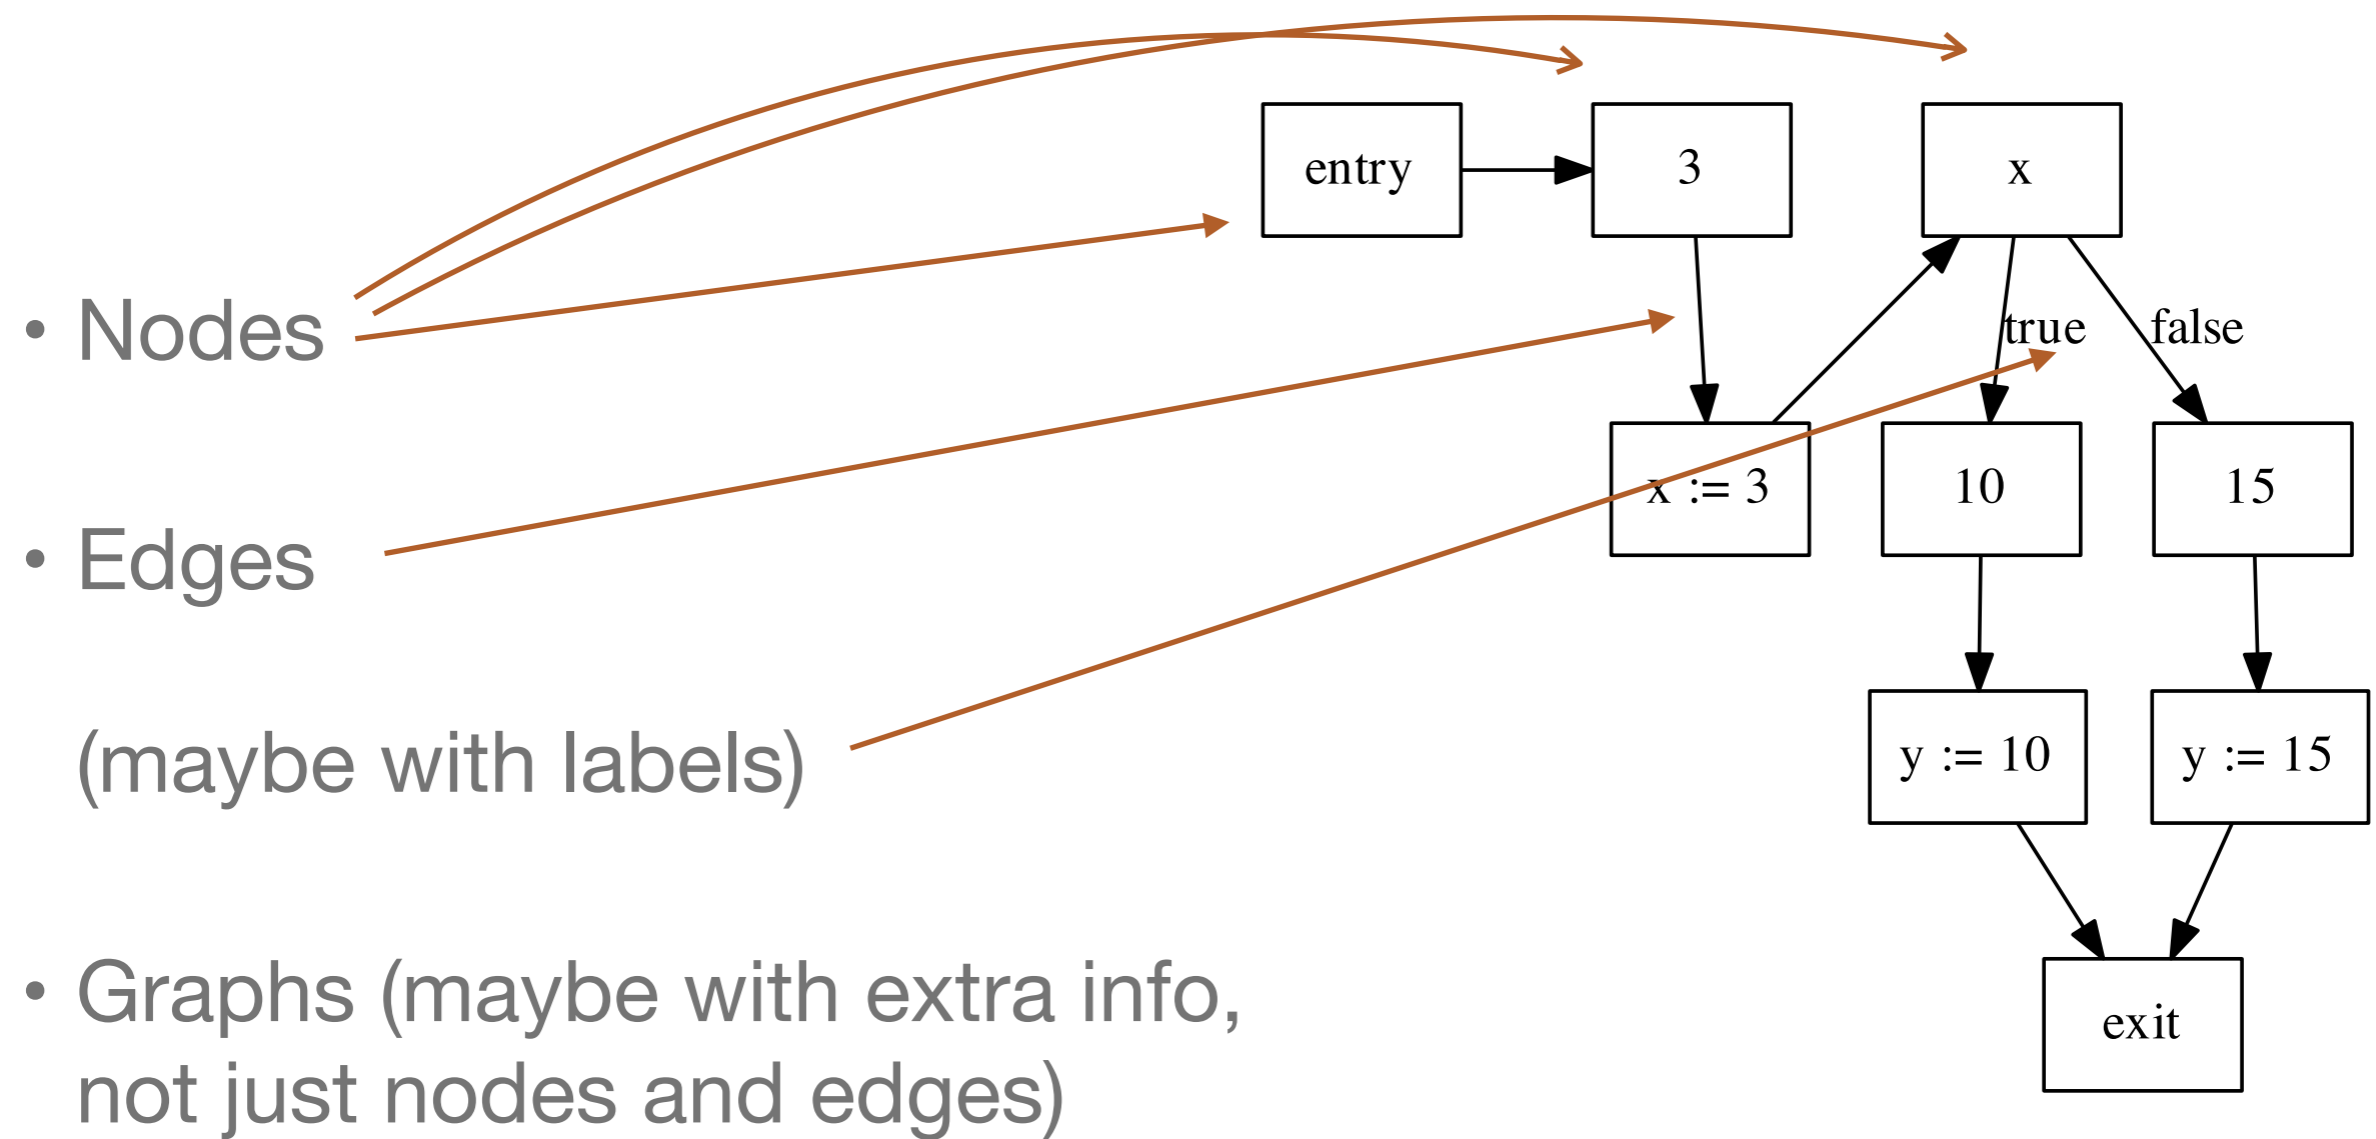 • Nodes
• Edges
(maybe with labels)
• Graphs (maybe with extra info,
not just nodes and edges)
entry
3
x
true
false
x := 3
10
15
y := 10
y := 15
exit